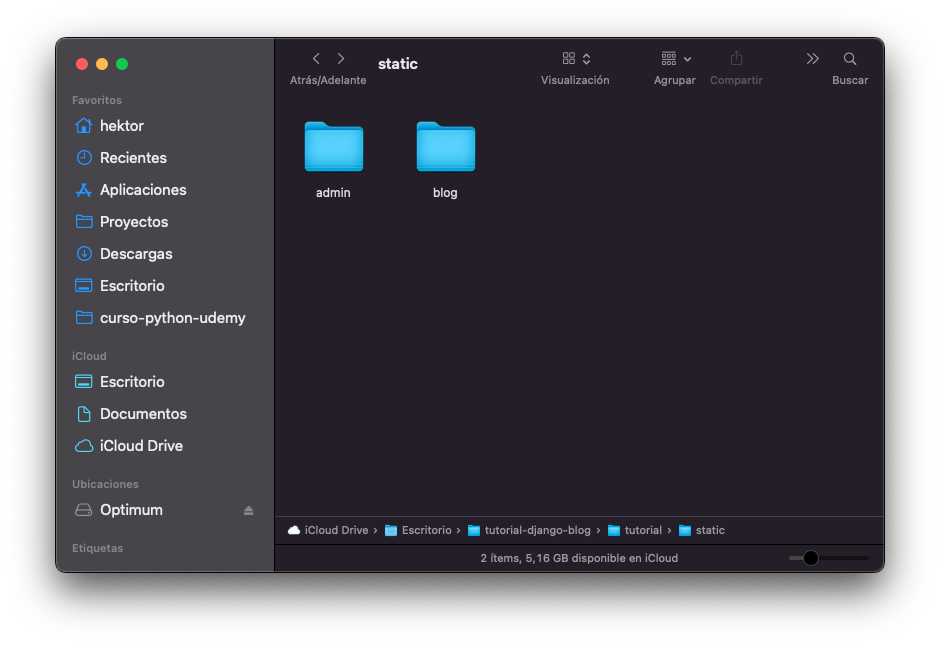 static
Atrás/Adelante
Visualización
Agrupar
Compartir
Buscar
Favoritos
hektor
Recientes
Aplicaciones
Proyectos
Descargas
Escritorio
curso-python-udemy
iCloud
Escritorio
Documentos
iCloud Drive
Ubicaciones
Optimum
Etiquetas
admin
blog
iCloud Drive › Escritorio › tutorial-django-blog › tutorial › static
2 ítems, 5,16 GB disponible en iCloud